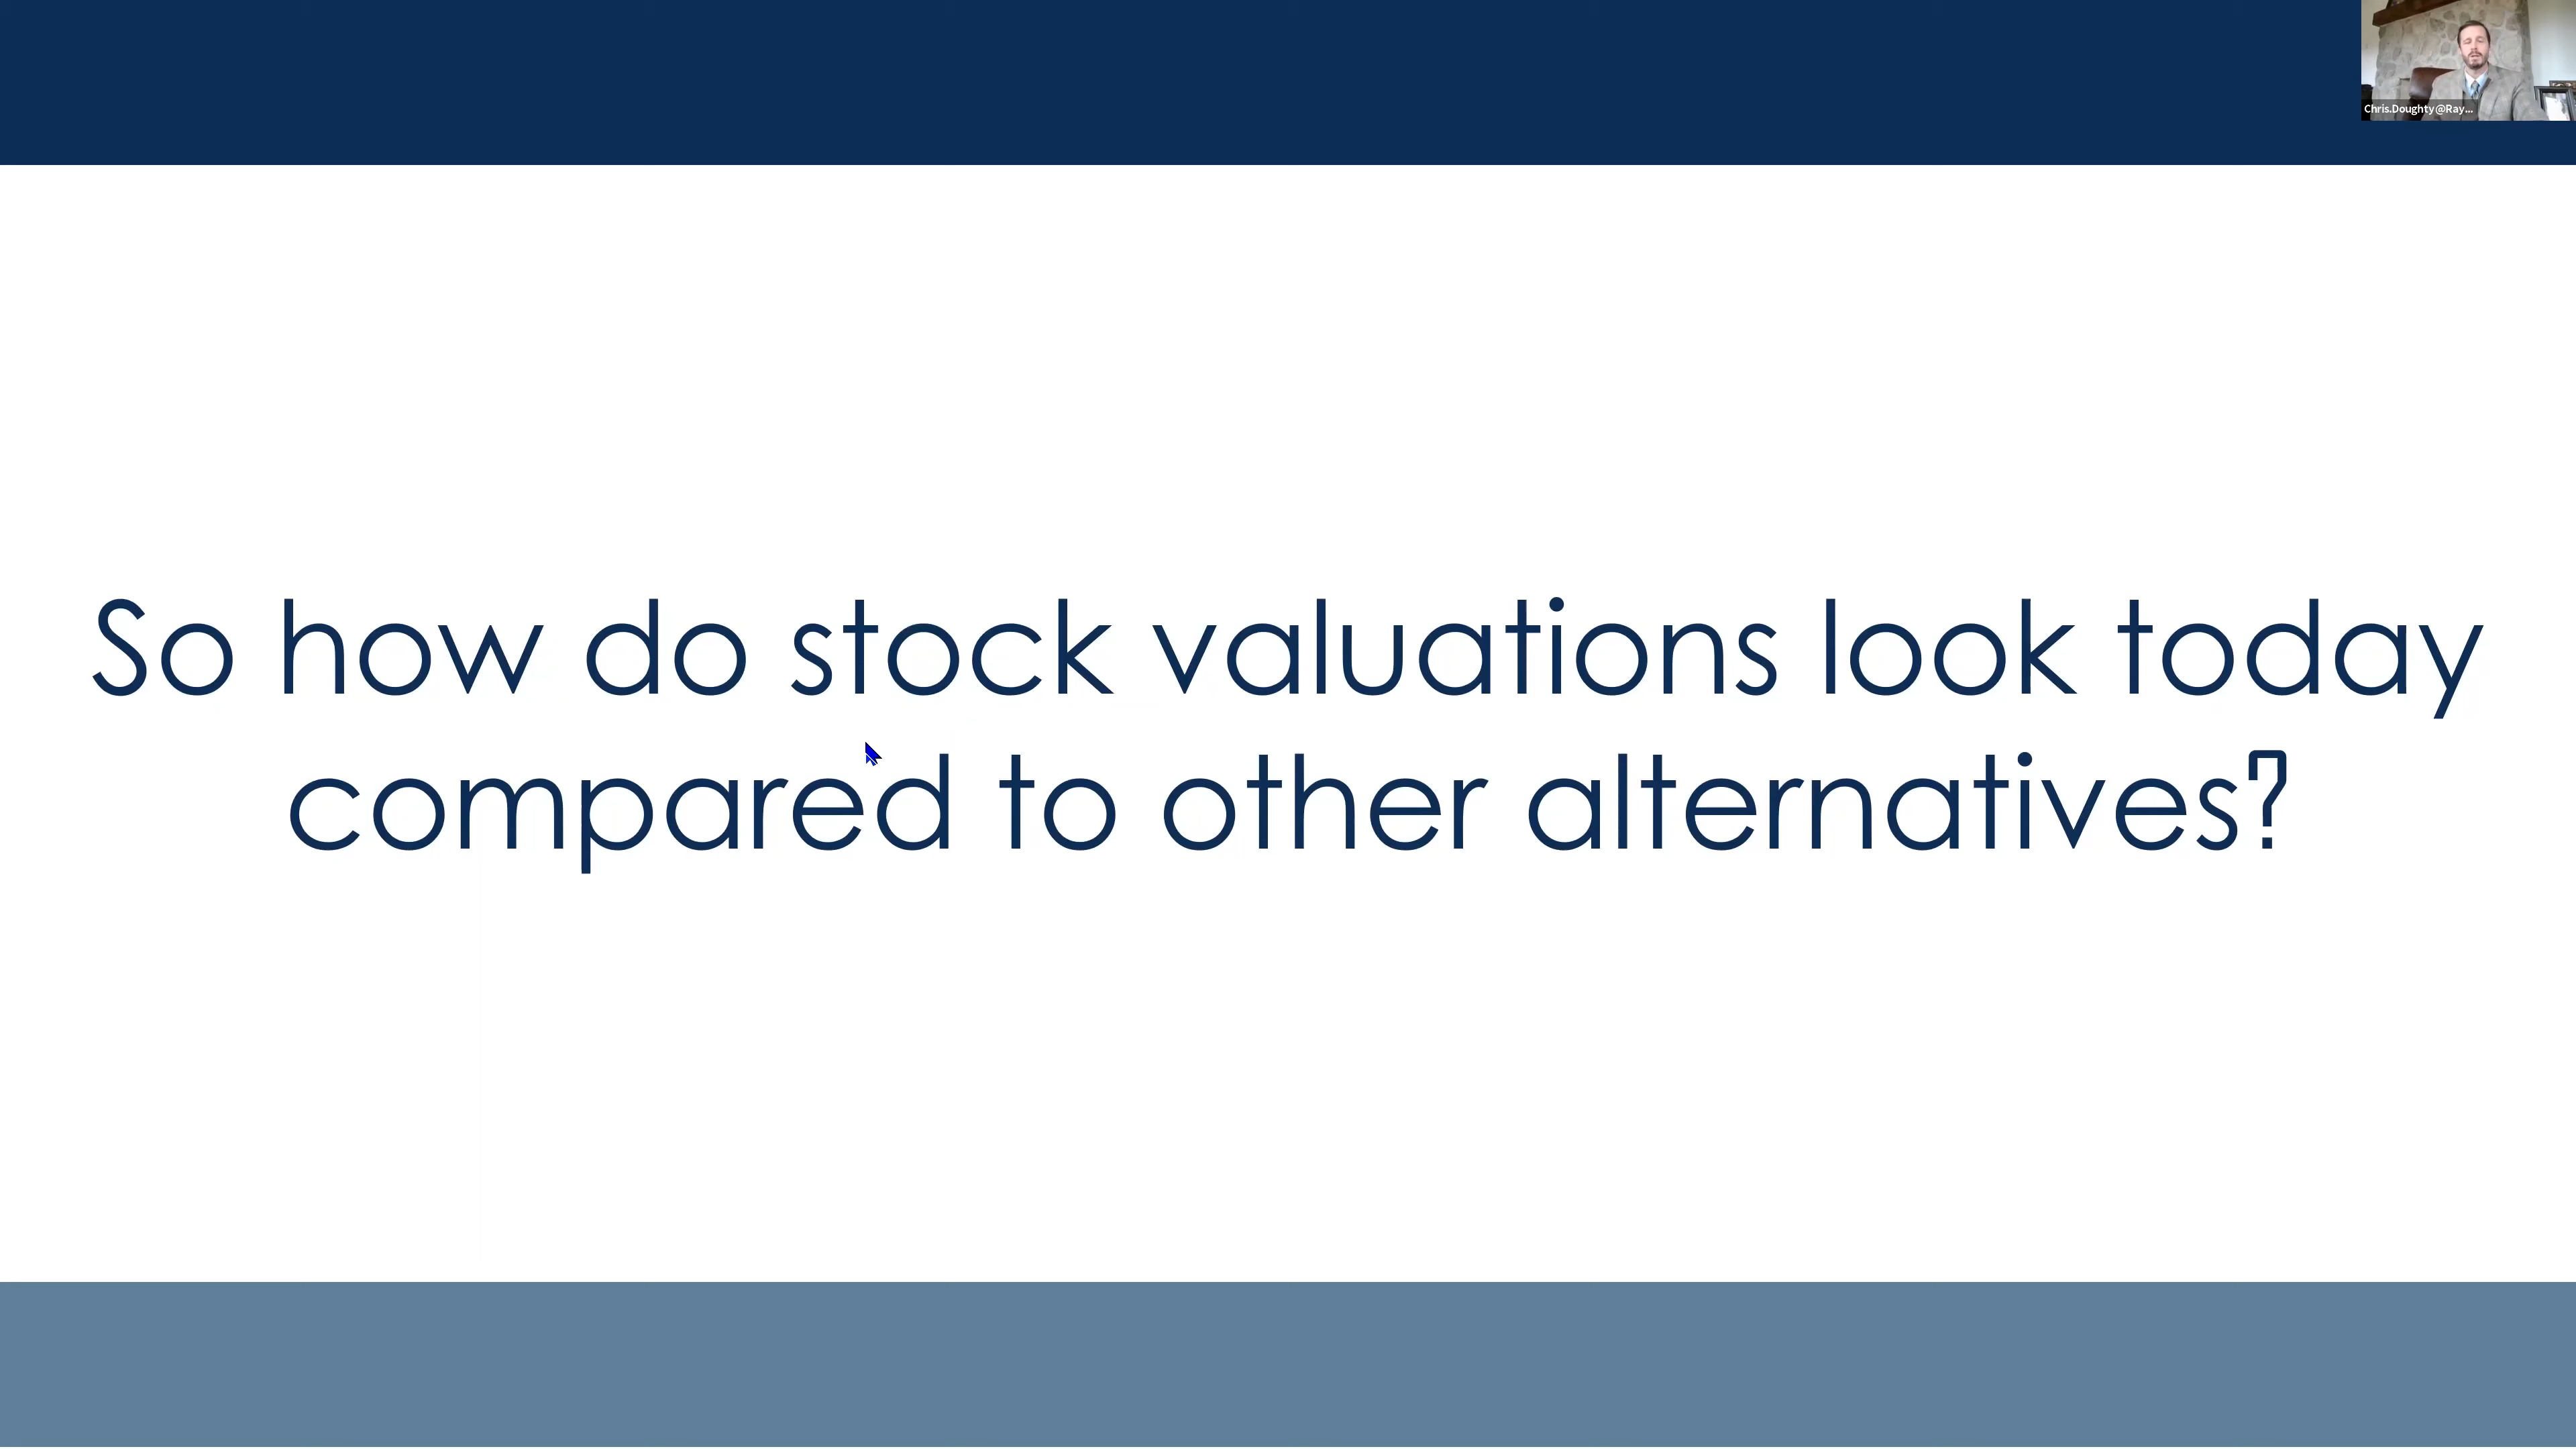 Chris.Doughty@Ray...
So how do stock valuations look today
compared to other alternatives?